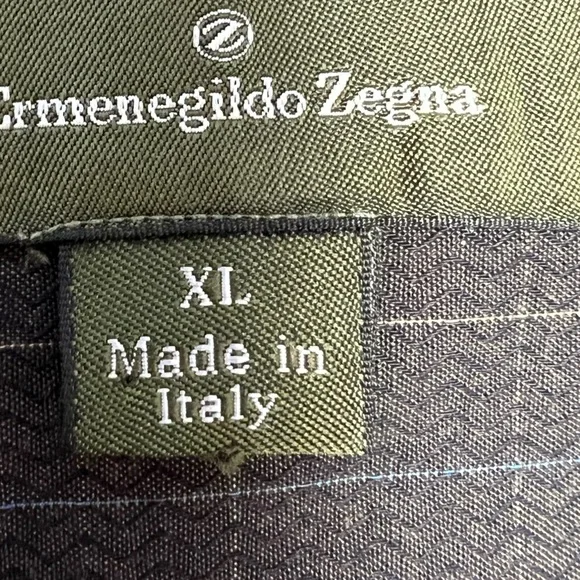 Z
Ermenegildo Zegna
XL
Made in
Italy